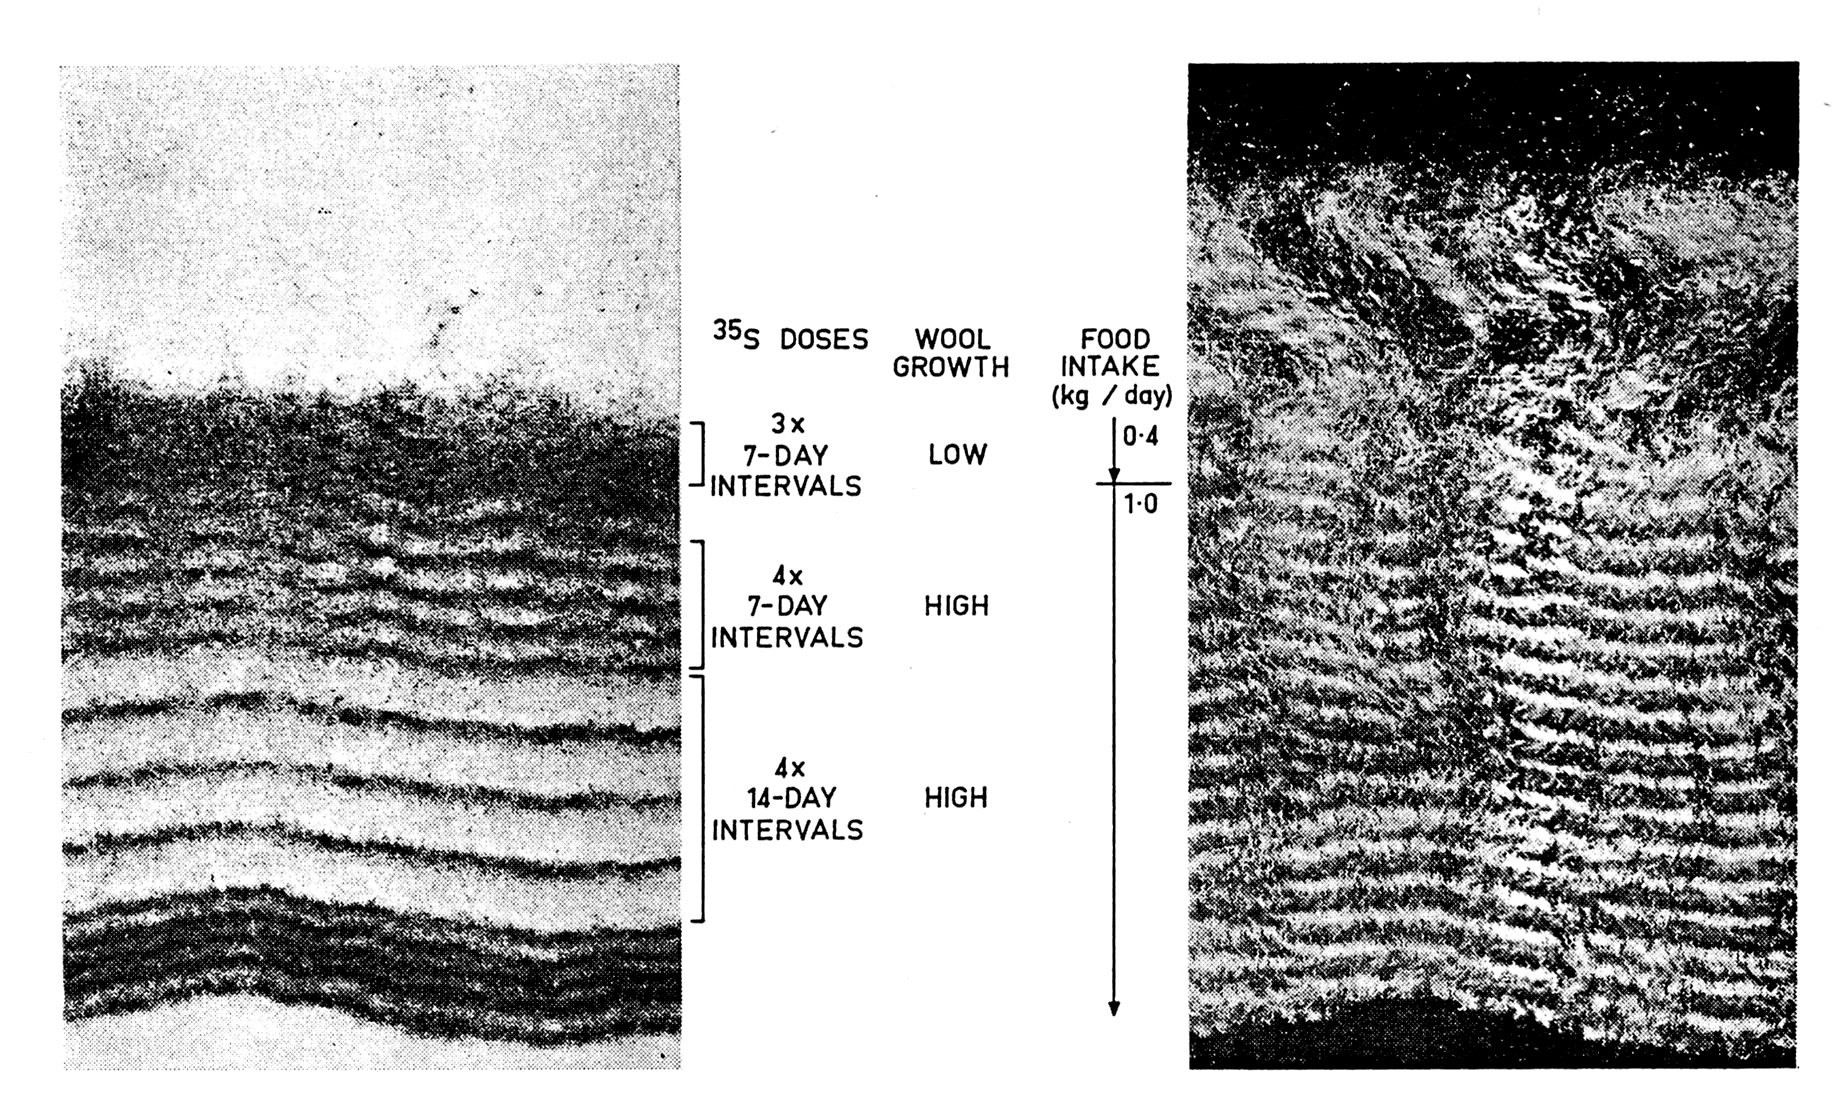 35S DOSES
WOOL
GROWTH
FOOD
INTAKE
(kg / day)
3x
7-DAY
INTERVALS
LOW
0·4
1·0
4x
7-DAY
INTERVALS
HIGH
4x
14-DAY
INTERVALS
HIGH